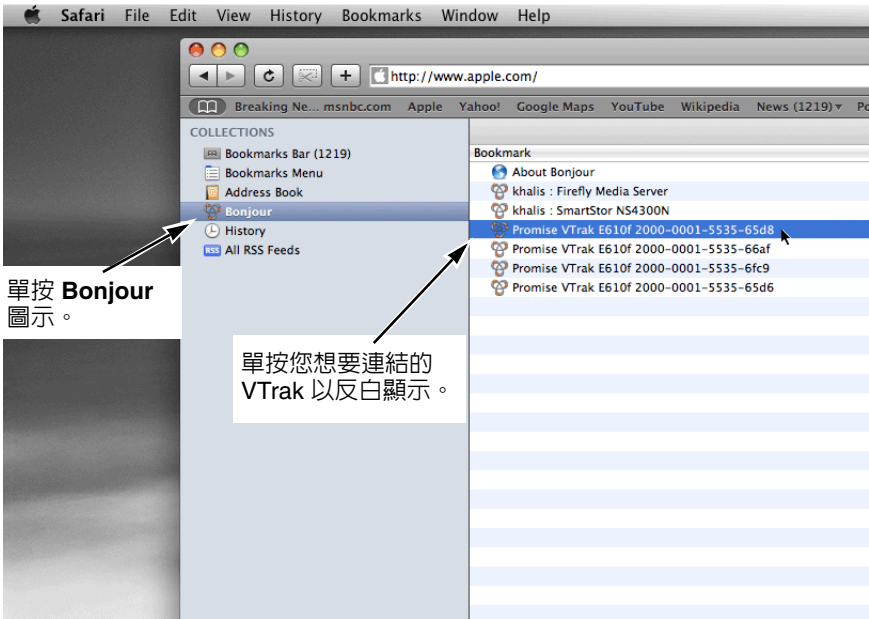 Safari File Edit View History Bookmarks Window Help
http://www.apple.com/
Breaking Ne... msnbc.com Apple Yahoo! Google Maps YouTube Wikipedia News (1219)
COLLECTIONS
Bookmarks Bar (1219)
Bookmarks Menu
Address Book
Bonjour
History
RSS All RSS Feeds
Bookmark
About Bonjour
khalis : Firefly Media Server
khalis : SmartStor NS4300N
Promise VTrak E610f 2000-0001-5535-65d8
Promise VTrak E610f 2000-0001-5535-66af
Promise VTrak E610f 2000-0001-5535-6fc9
Promise VTrak E610f 2000-0001-5535-65d6
單按 Bonjour
圖示。
單按您想要連結的
VTrak 以反白顯示。